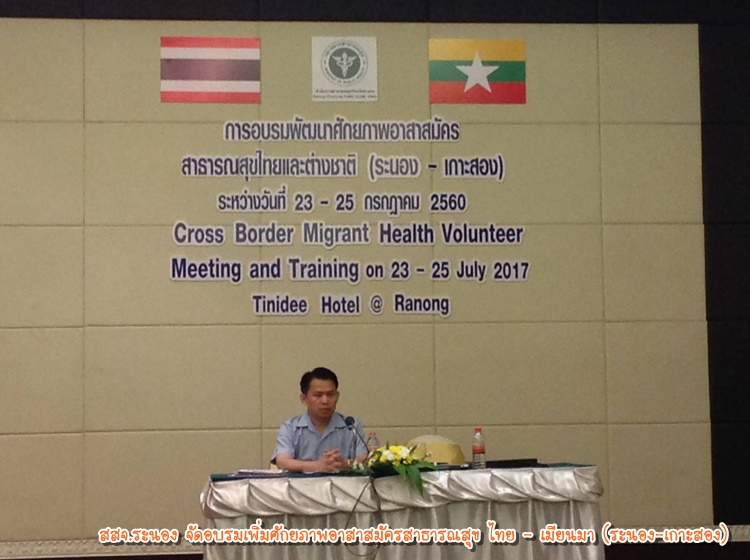 การอบรมพัฒนาศักยภาพอาสาสมัคร
สาธารณสุขไทยและต่างชาติ (ระนอง - เกาะสอง)
ระหว่างวันที่ 23 - 25 กรกฎาคม 2560
Cross Border Migrant Health Volunteer
Meeting and Training on 23 - 25 July 2017
Tinidee Hotel @ Ranong
สสจ.ระนอง จัดอบรมเพิ่มศักยภาพอาสาสมัครสาธารณสุข ไทย - เมียนมา (ระนอง-เกาะสอง)